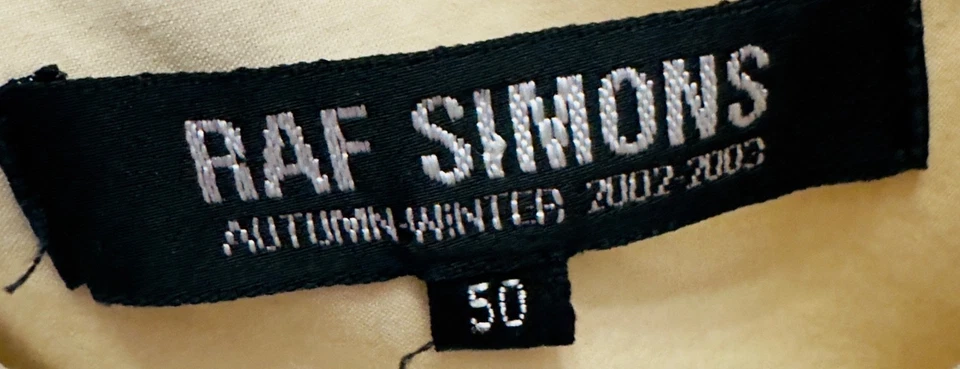 RAF SIMONS
AUTUMN-WINTER 2002-2003
50